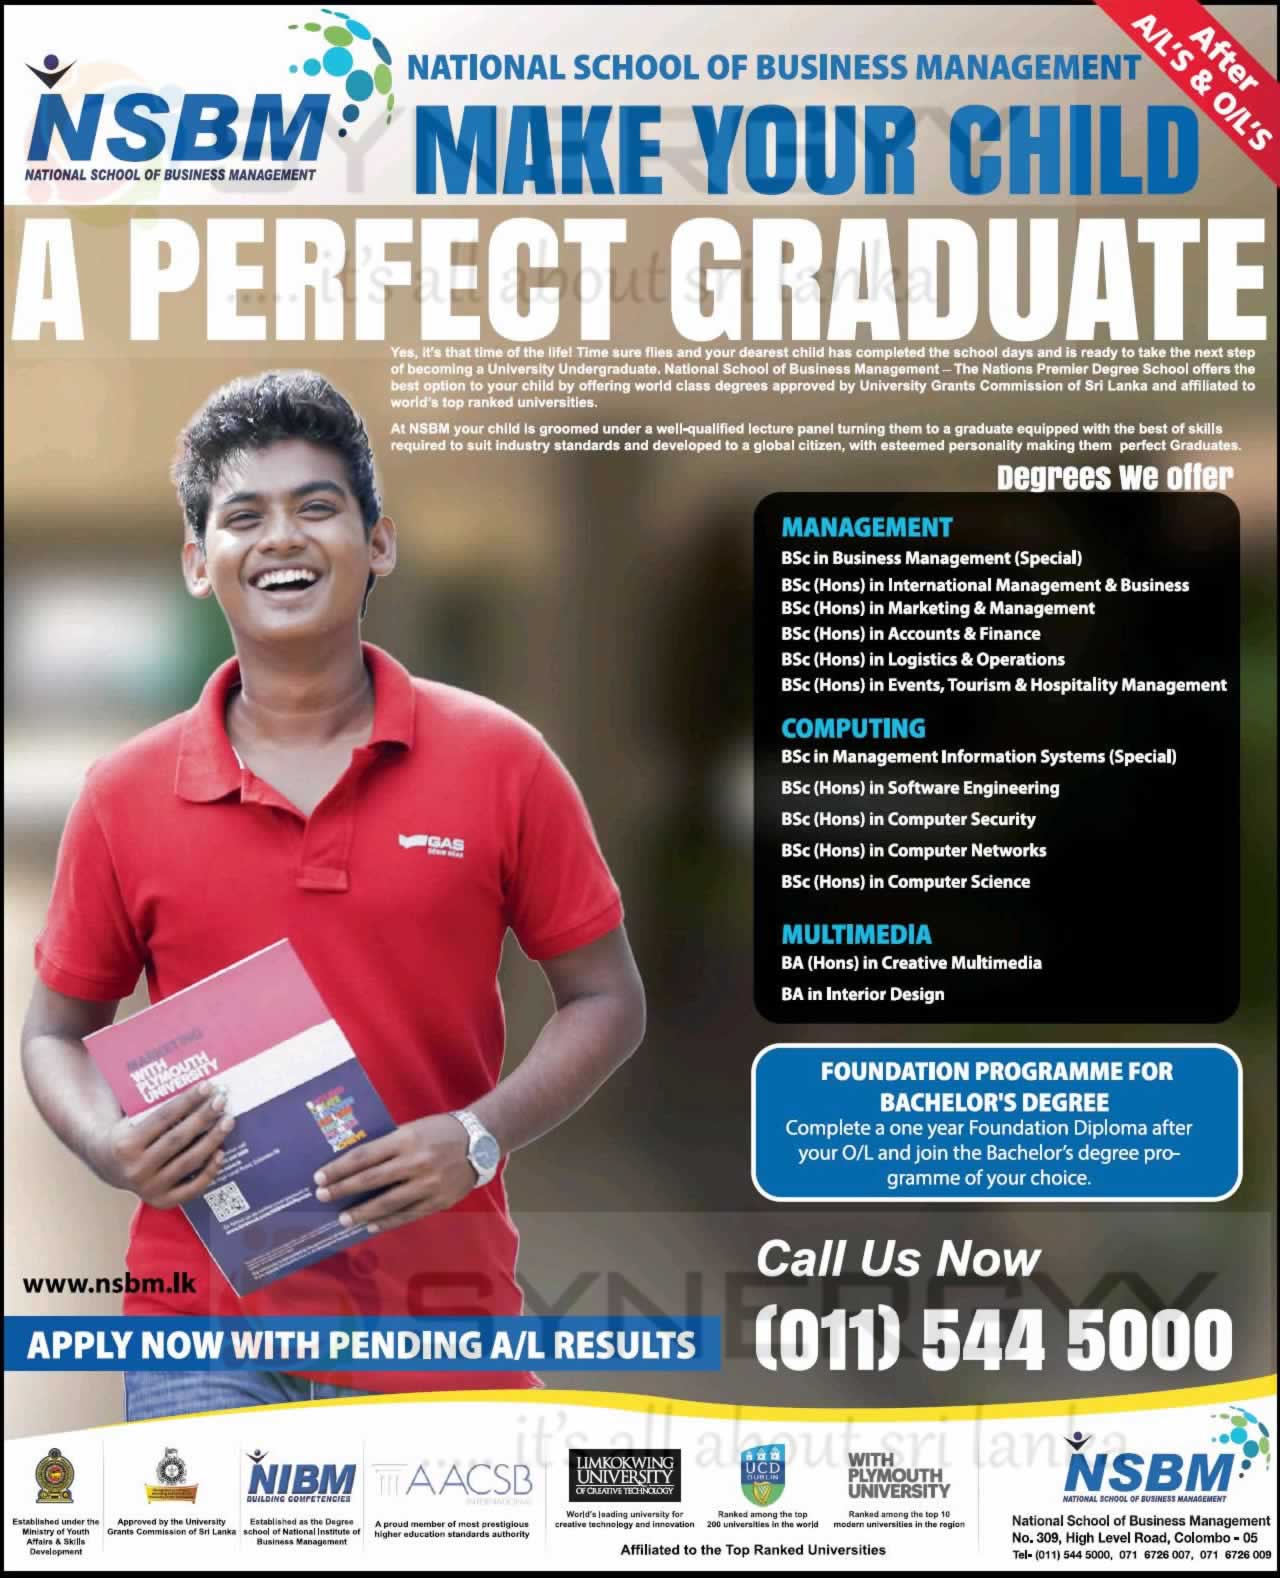 NSBM
NATIONAL SCHOOL OF BUSINESS MANAGEMENT
NATIONAL SCHOOL OF BUSINESS MANAGEMENT
After
A/L'S & O/L'S
MAKE YOUR CHILD
A PERFECT GRADUATE
SYNERGYY
..... it's all about sri lanka
Yes, it's that time of the life! Time sure flies and your dearest child has completed the school days and is ready to take the next step
of becoming a University Undergraduate. National School of Business Management – The Nations Premier Degree School offers the
best option to your child by offering world class degrees approved by University Grants Commission of Sri Lanka and affiliated to
world's top ranked universities.
At NSBM your child is groomed under a well-qualified lecture panel turning them to a graduate equipped with the best of skills
required to suit industry standards and developed to a global citizen, with esteemed personality making them perfect Graduates.
Degrees We offer
MANAGEMENT
BSc in Business Management (Special)
BSc (Hons) in International Management & Business
BSc (Hons) in Marketing & Management
BSc (Hons) in Accounts & Finance
BSc (Hons) in Logistics & Operations
BSc (Hons) in Events, Tourism & Hospitality Management
COMPUTING
BSc in Management Information Systems (Special)
BSc (Hons) in Software Engineering
BSc (Hons) in Computer Security
BSc (Hons) in Computer Networks
BSc (Hons) in Computer Science
MULTIMEDIA
BA (Hons) in Creative Multimedia
BA in Interior Design
GAS
MARKETING
WITH
PLYMOUTH
UNIVERSITY
ACHIEVE
FOUNDATION PROGRAMME FOR
BACHELOR'S DEGREE
Complete a one year Foundation Diploma after
your O/L and join the Bachelor's degree pro-
gramme of your choice.
www.nsbm.lk
APPLY NOW WITH PENDING A/L RESULTS
Call Us Now
(011) 544 5000
SYNERGYY
..... it's all about sri lanka
Established under the
Ministry of Youth
Affairs & Skills
Development
Approved by the University
Grants Commission of Sri Lanka
NIBM
BUILDING COMPETENCIES
Established as the Degree
school of National Institute of
Business Management
AACSB
INTERNATIONAL
A proud member of most prestigious
higher education standards authority
LIMKOKWING
UNIVERSITY
OF CREATIVE TECHNOLOGY
World's leading university for
creative technology and innovation
UCD
DUBLIN
Ranked among the top
200 universities in the world
WITH
PLYMOUTH
UNIVERSITY
Ranked among the top 10
modern universities in the region
Affiliated to the Top Ranked Universities
NSBM
NATIONAL SCHOOL OF BUSINESS MANAGEMENT
National School of Business Management
No. 309, High Level Road, Colombo - 05
Tel- (011) 544 5000, 071 6726 007, 071 6726 009